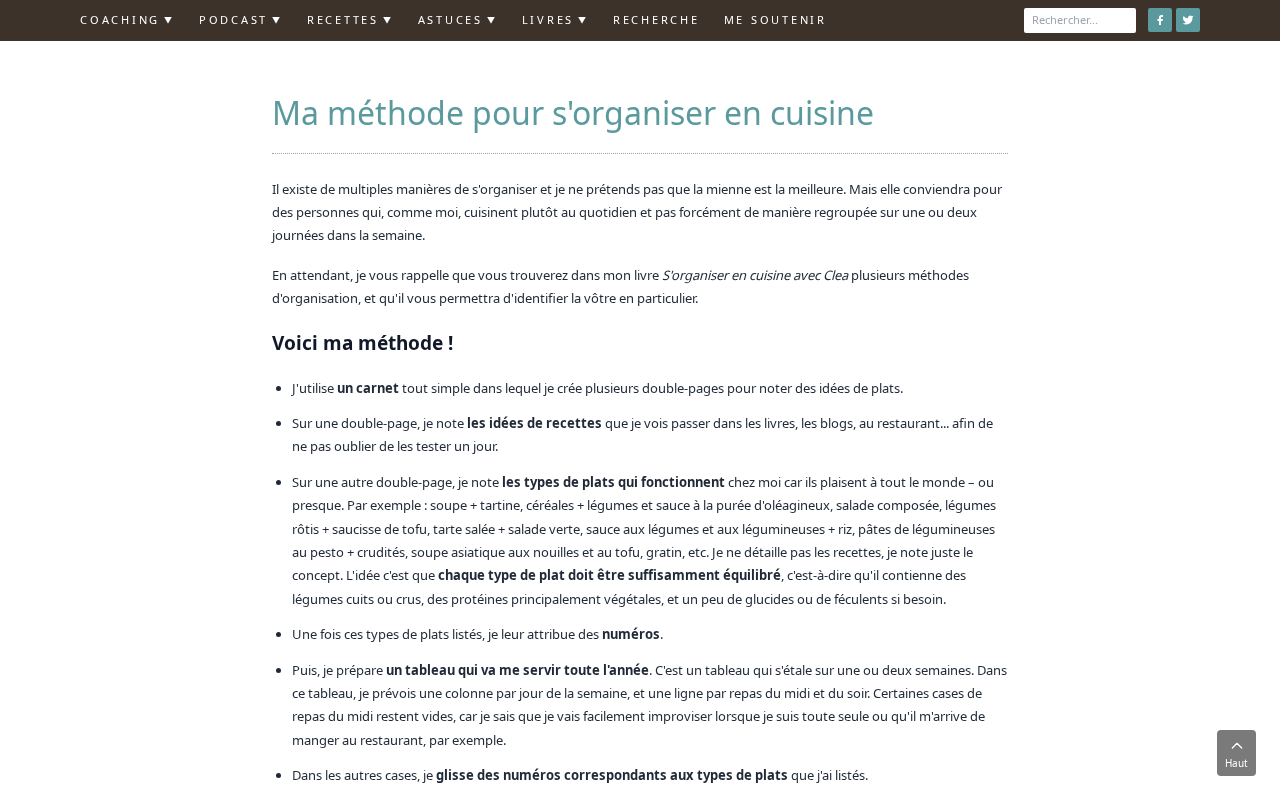 COACHING ▼ PODCAST ▼ RECETTES ▼ ASTUCES ▼ LIVRES ▼ RECHERCHE ME SOUTENIR Rechercher...
Ma méthode pour s'organiser en cuisine
Il existe de multiples manières de s'organiser et je ne prétends pas que la mienne est la meilleure. Mais elle conviendra pour
des personnes qui, comme moi, cuisinent plutôt au quotidien et pas forcément de manière regroupée sur une ou deux
journées dans la semaine.
En attendant, je vous rappelle que vous trouverez dans mon livre S'organiser en cuisine avec Clea plusieurs méthodes
d'organisation, et qu'il vous permettra d'identifier la vôtre en particulier.
Voici ma méthode !
• J'utilise un carnet tout simple dans lequel je crée plusieurs double-pages pour noter des idées de plats.
• Sur une double-page, je note les idées de recettes que je vois passer dans les livres, les blogs, au restaurant... afin de
ne pas oublier de les tester un jour.
• Sur une autre double-page, je note les types de plats qui fonctionnent chez moi car ils plaisent à tout le monde – ou
presque. Par exemple : soupe + tartine, céréales + légumes et sauce à la purée d'oléagineux, salade composée, légumes
rôtis + saucisse de tofu, tarte salée + salade verte, sauce aux légumes et aux légumineuses + riz, pâtes de légumineuses
au pesto + crudités, soupe asiatique aux nouilles et au tofu, gratin, etc. Je ne détaille pas les recettes, je note juste le
concept. L'idée c'est que chaque type de plat doit être suffisamment équilibré, c'est-à-dire qu'il contienne des
légumes cuits ou crus, des protéines principalement végétales, et un peu de glucides ou de féculents si besoin.
• Une fois ces types de plats listés, je leur attribue des numéros.
• Puis, je prépare un tableau qui va me servir toute l'année. C'est un tableau qui s'étale sur une ou deux semaines. Dans
ce tableau, je prévois une colonne par jour de la semaine, et une ligne par repas du midi et du soir. Certaines cases de
repas du midi restent vides, car je sais que je vais facilement improviser lorsque je suis toute seule ou qu'il m'arrive de
manger au restaurant, par exemple.
• Dans les autres cases, je glisse des numéros correspondants aux types de plats que j'ai listés.
Haut